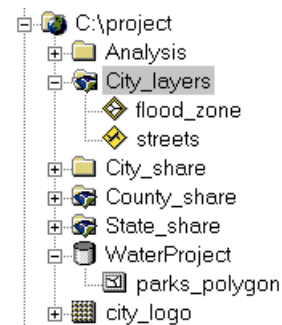 C:\project
Analysis
City_layers
flood_zone
streets
City_share
County_share
State_share
WaterProject
parks_polygon
city_logo